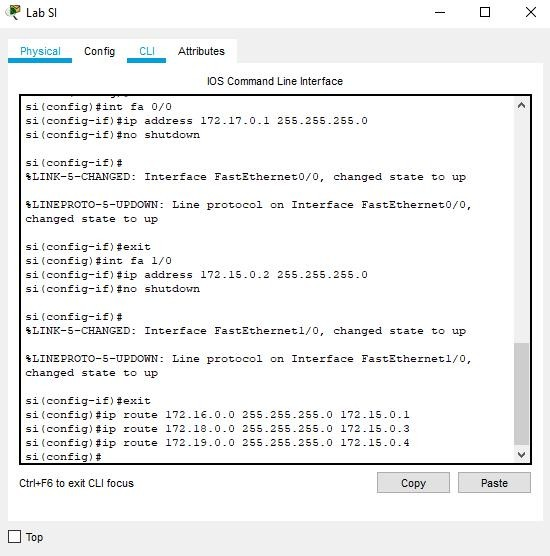 Lab SI
Physical Config CLI Attributes
IOS Command Line Interface
si(config)#int fa 0/0
si(config-if)#ip address 172.17.0.1 255.255.255.0
si(config-if)#no shutdown
si(config-if)#
%LINK-5-CHANGED: Interface FastEthernet0/0, changed state to up
%LINEPROTO-5-UPDOWN: Line protocol on Interface FastEthernet0/0,
changed state to up
si(config-if)#exit
si(config)#int fa 1/0
si(config-if)#ip address 172.15.0.2 255.255.255.0
si(config-if)#no shutdown
si(config-if)#
%LINK-5-CHANGED: Interface FastEthernet1/0, changed state to up
%LINEPROTO-5-UPDOWN: Line protocol on Interface FastEthernet1/0,
changed state to up
si(config-if)#exit
si(config)#ip route 172.16.0.0 255.255.255.0 172.15.0.1
si(config)#ip route 172.18.0.0 255.255.255.0 172.15.0.3
si(config)#ip route 172.19.0.0 255.255.255.0 172.15.0.4
si(config)#
Ctrl+F6 to exit CLI focus
Copy Paste
Top